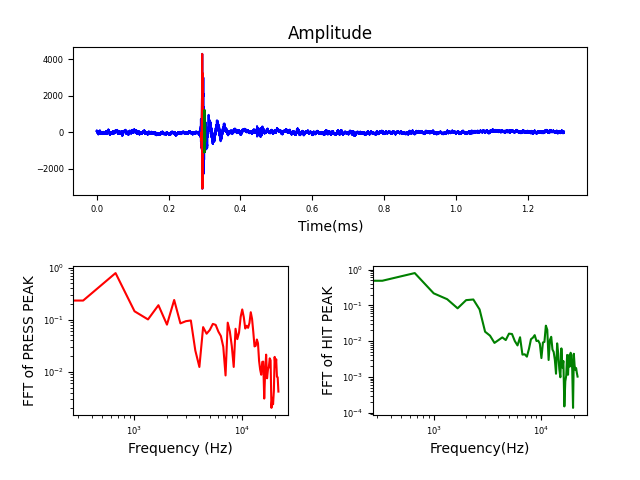 Amplitude
4000
2000
0
−2000
0.0 0.2 0.4 0.6 0.8 1.0 1.2
Time(ms)
FFT of PRESS PEAK
10⁰
10⁻¹
10⁻²
10³ 10⁴
Frequency (Hz)
FFT of HIT PEAK
10⁰
10⁻¹
10⁻²
10⁻³
10⁻⁴
10³ 10⁴
Frequency(Hz)